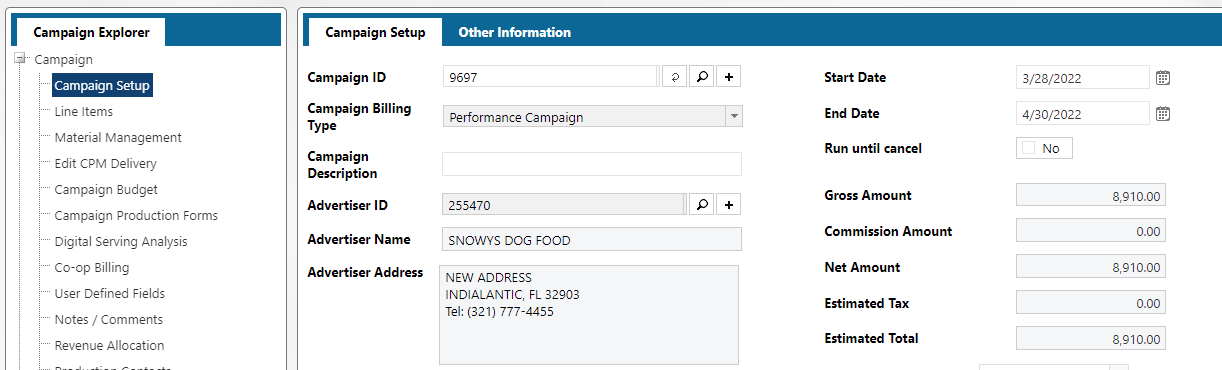 Campaign Explorer
Campaign
Campaign Setup
Line Items
Material Management
Edit CPM Delivery
Campaign Budget
Campaign Production Forms
Digital Serving Analysis
Co-op Billing
User Defined Fields
Notes / Comments
Revenue Allocation
Production Contacts
Campaign Setup
Other Information
Campaign ID
9697
Campaign Billing
Type
Performance Campaign
Campaign
Description
Advertiser ID
255470
Advertiser Name
SNOWYS DOG FOOD
Advertiser Address
NEW ADDRESS
INDIALANTIC, FL 32903
Tel: (321) 777-4455
Start Date
3/28/2022
End Date
4/30/2022
Run until cancel
No
Gross Amount
8,910.00
Commission Amount
0.00
Net Amount
8,910.00
Estimated Tax
0.00
Estimated Total
8,910.00